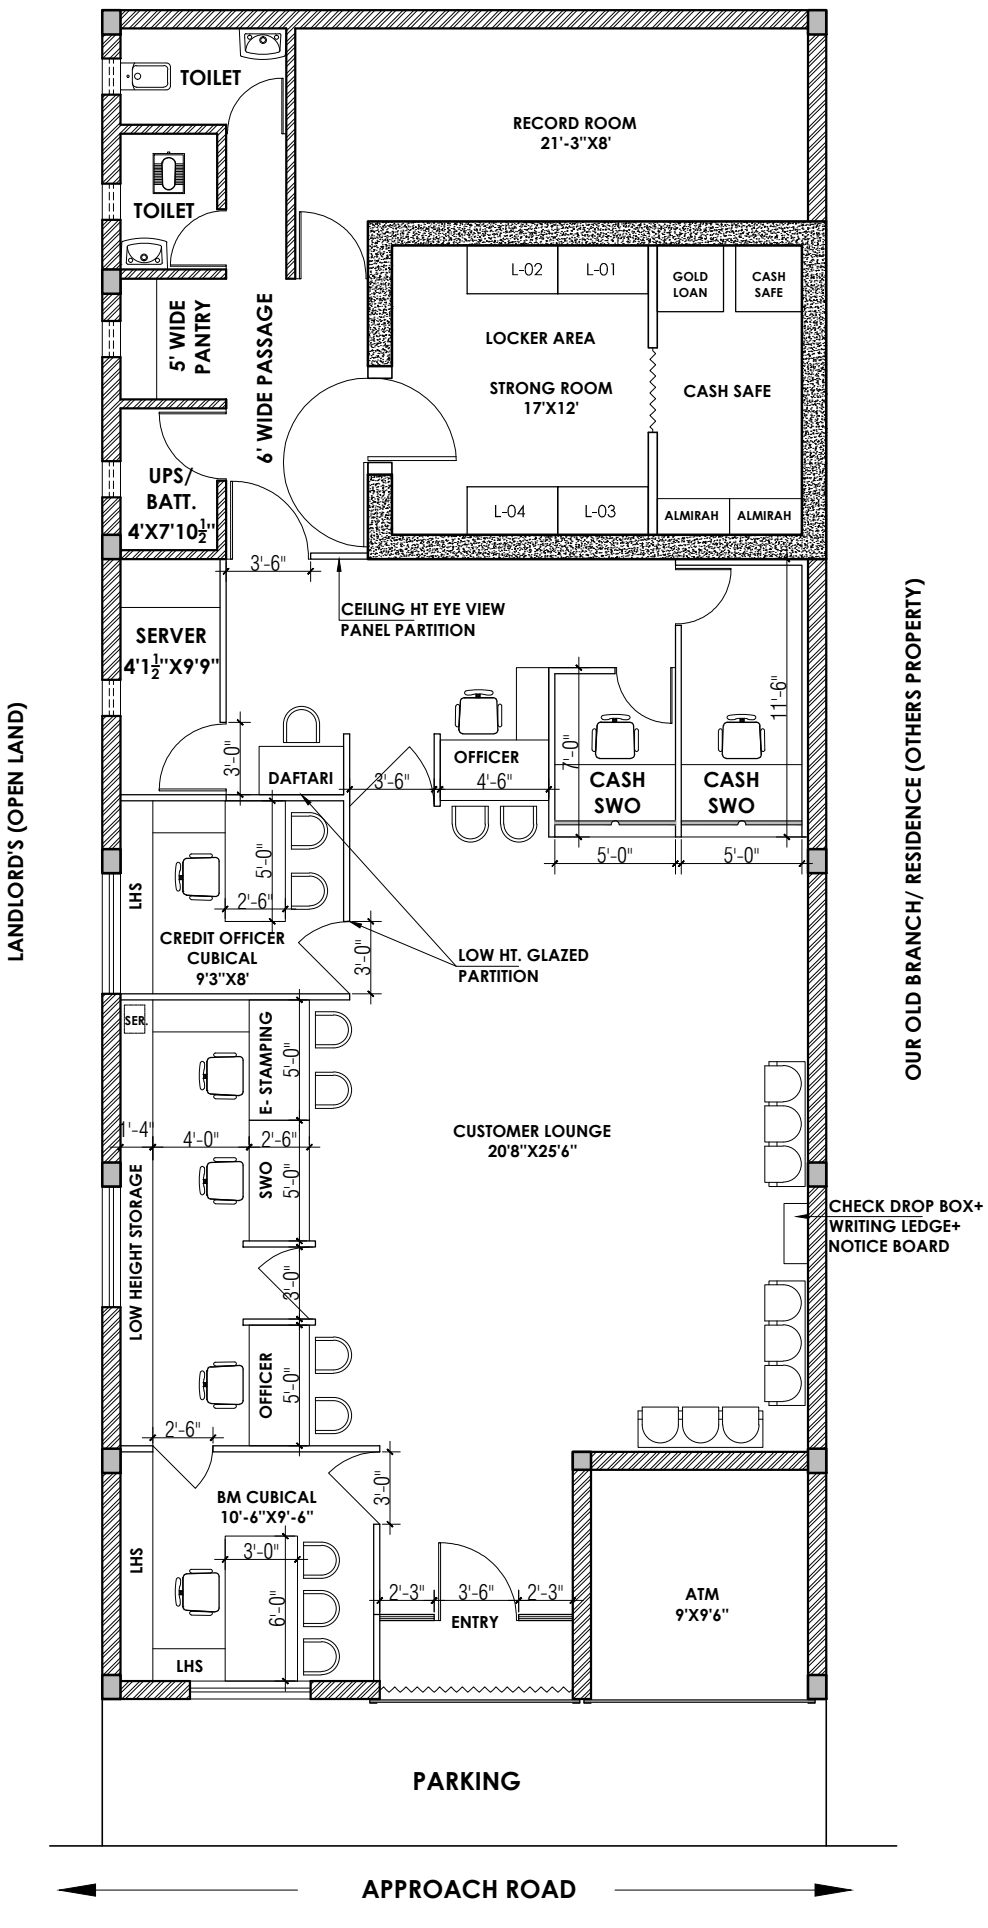 TOILET
RECORD ROOM
21'-3"X8'
TOILET
5' WIDE
PANTRY
6' WIDE PASSAGE
L-02
L-01
GOLD
LOAN
CASH
SAFE
LOCKER AREA
STRONG ROOM
17'X12'
CASH SAFE
UPS/
BATT.
4'X7'10½"
L-04
L-03
ALMIRAH
ALMIRAH
3'-6"
CEILING HT EYE VIEW
PANEL PARTITION
SERVER
4'1½"X9'9"
LANDLORD'S (OPEN LAND)
OUR OLD BRANCH/ RESIDENCE (OTHERS PROPERTY)
11'-6"
7'-0"
3'-0"
DAFTARI
3'-6"
OFFICER
4'-6"
CASH
SWO
CASH
SWO
5'-0"
5'-0"
LHS
5'-0"
2'-6"
CREDIT OFFICER
CUBICAL
9'3"X8'
3'-0"
LOW HT. GLAZED
PARTITION
SER.
E- STAMPING
5'-0"
1'-4"
4'-0"
2'-6"
CUSTOMER LOUNGE
20'8"X25'6"
SWO
5'-0"
LOW HEIGHT STORAGE
CHECK DROP BOX+
WRITING LEDGE+
NOTICE BOARD
3'-0"
OFFICER
5'-0"
2'-6"
BM CUBICAL
10'-6"X9'-6"
3'-0"
LHS
3'-0"
6'-0"
LHS
2'-3"
3'-6"
2'-3"
ENTRY
ATM
9'X9'6"
PARKING
APPROACH ROAD